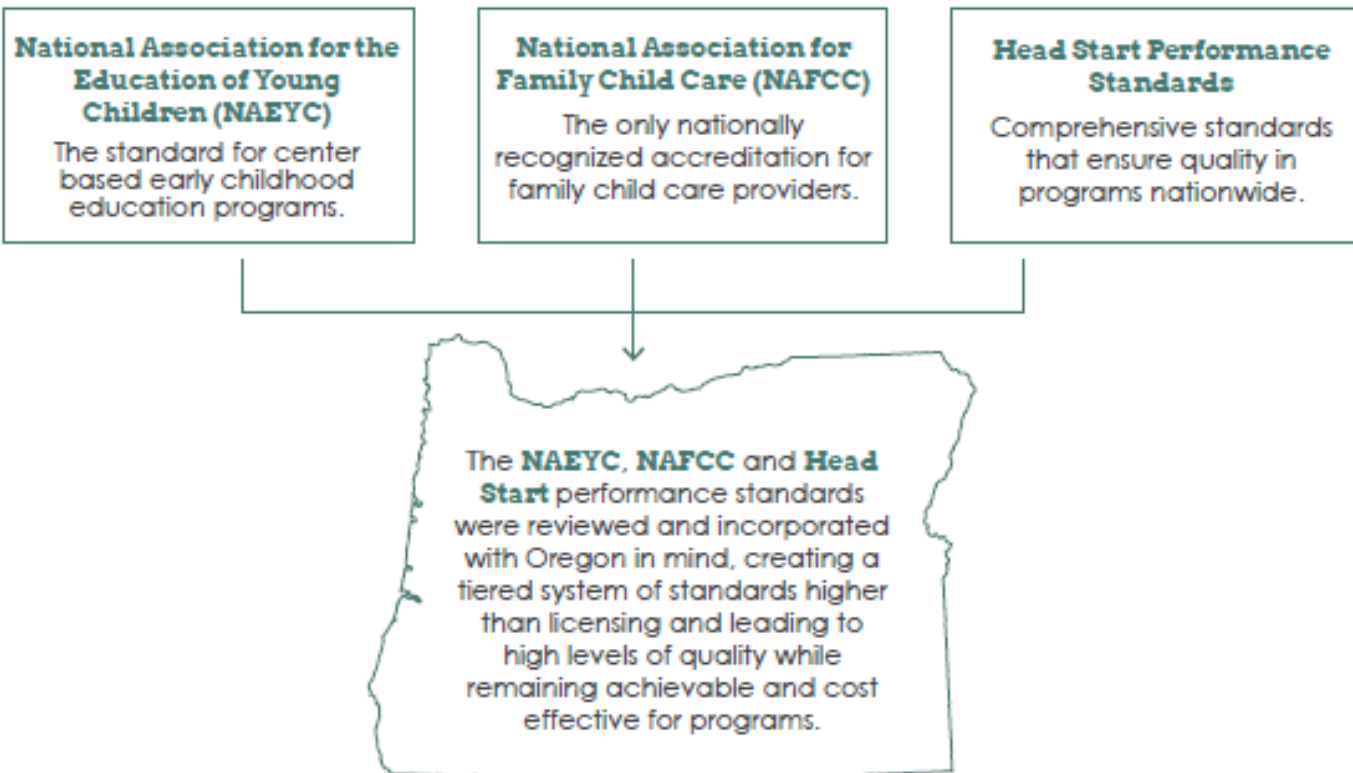 National Association for the
Education of Young
Children (NAEYC)
The standard for center
based early childhood
education programs.
National Association for
Family Child Care (NAFCC)
The only nationally
recognized accreditation for
family child care providers.
Head Start Performance
Standards
Comprehensive standards
that ensure quality in
programs nationwide.
The NAEYC, NAFCC and Head
Start performance standards
were reviewed and incorporated
with Oregon in mind, creating a
tiered system of standards higher
than licensing and leading to
high levels of quality while
remaining achievable and cost
effective for programs.